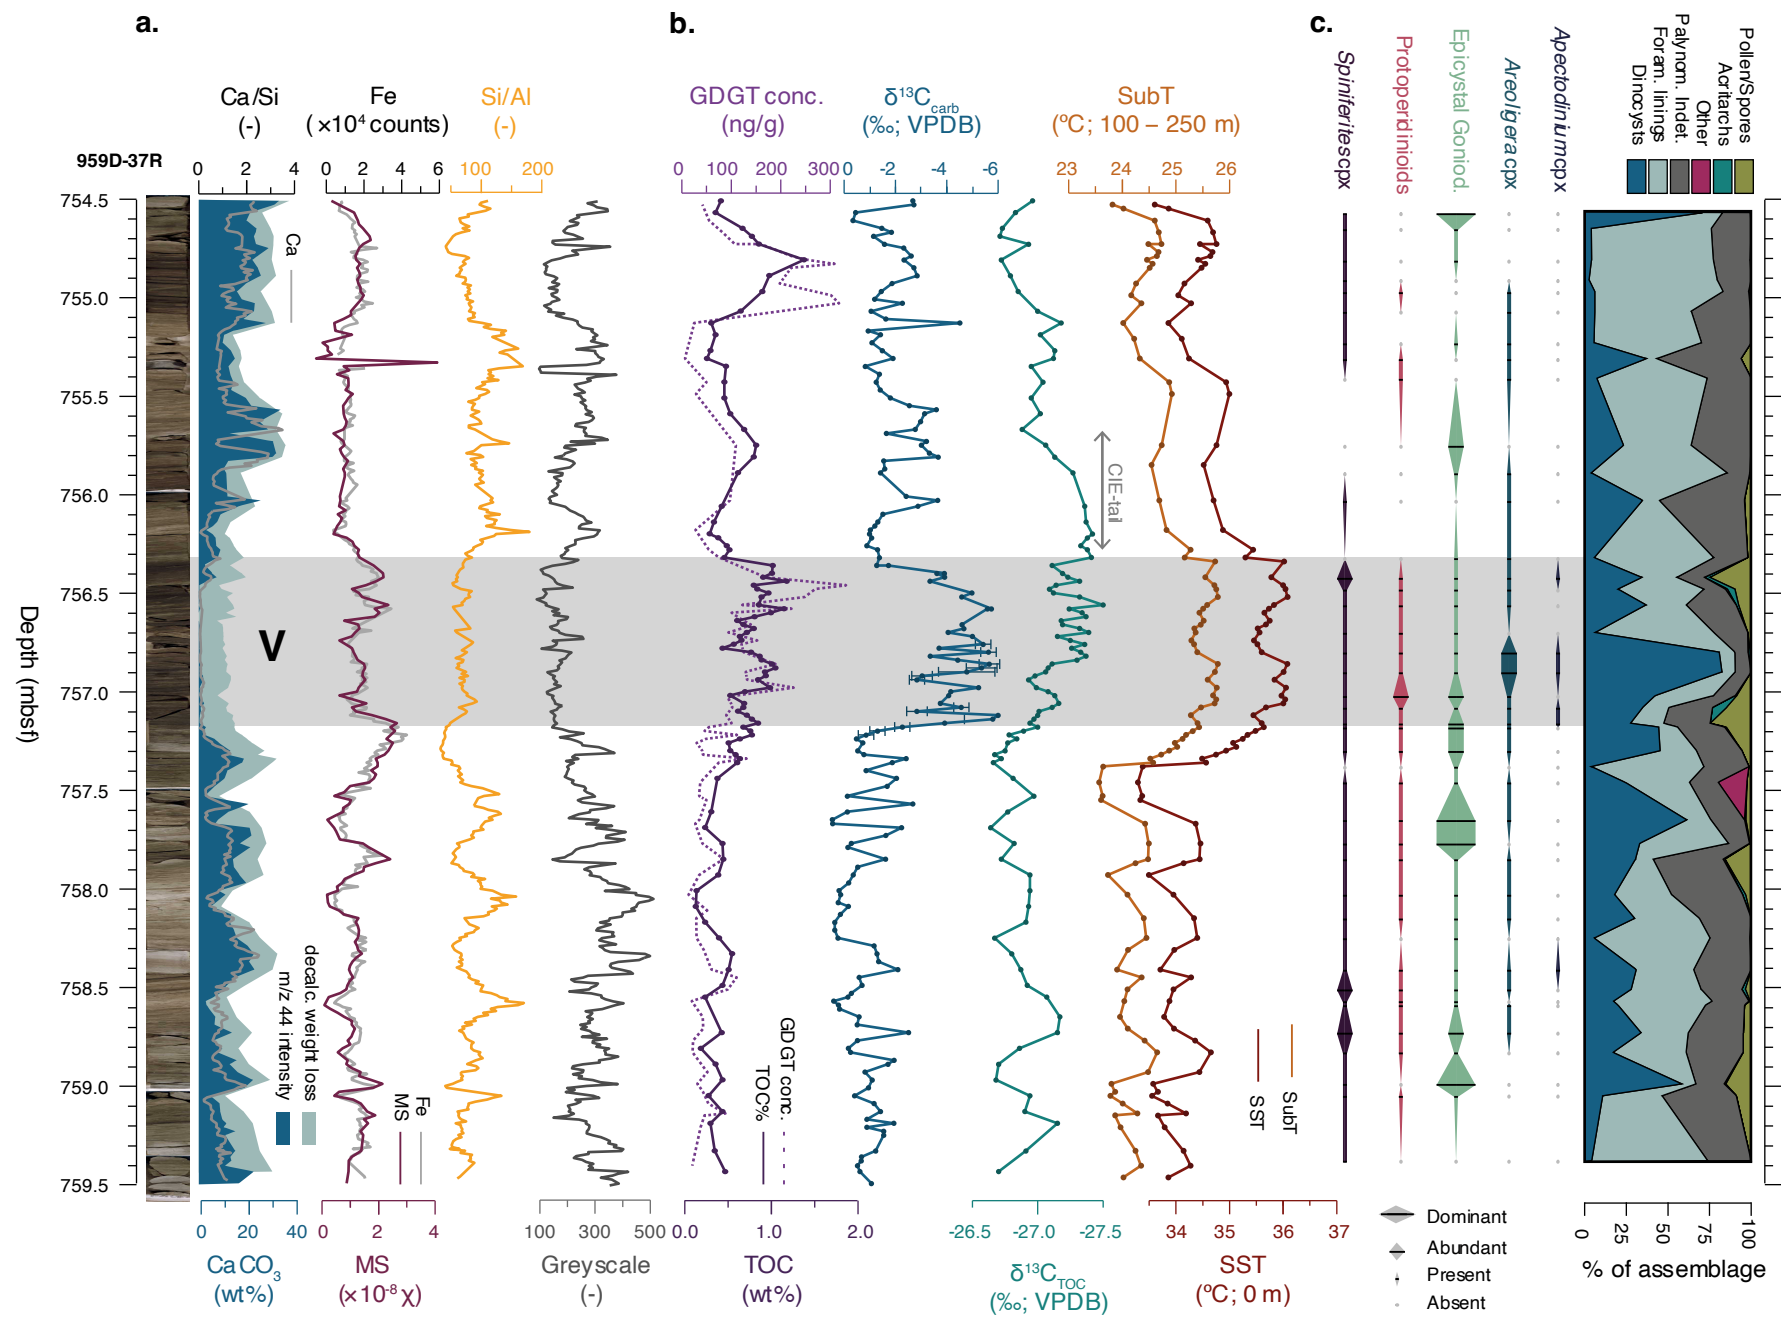 a.
b.
c.
Ca/Si
(-)
Fe
(×10⁴ counts)
Si/Al
(-)
GDGT conc.
(ng/g)
δ¹³Ccarb
(‰; VPDB)
SubT
(ºC; 100 – 250 m)
Spiniferites cpx
Protoperidinioids
Epicystal Goniod.
Areoligera cpx
Apectodinium cpx
Pollen/Spores
Acritarchs
Other
Palynom. Indet.
Foram. linings
Dinocysts
959D-37R
0 2 4
0 2 4 6
100 200
0 100 200 300
0 -2 -4 -6
23 24 25 26
754.5
755.0
755.5
756.0
756.5
757.0
757.5
758.0
758.5
759.0
759.5
Depth (mbsf)
Ca
V
CIE-tail
decalc. weight loss
m/z 44 intensity
Fe
MS
GDGT conc.
TOC%
SubT
SST
0 20 40
CaCO₃
(wt%)
0 2 4
MS
(×10⁻⁸ χ)
100 300 500
Greyscale
(-)
0.0 1.0 2.0
TOC
(wt%)
-26.5 -27.0 -27.5
δ¹³CTOC
(‰; VPDB)
34 35 36 37
SST
(ºC; 0 m)
Dominant
Abundant
Present
Absent
0 25 50 75 100
% of assemblage